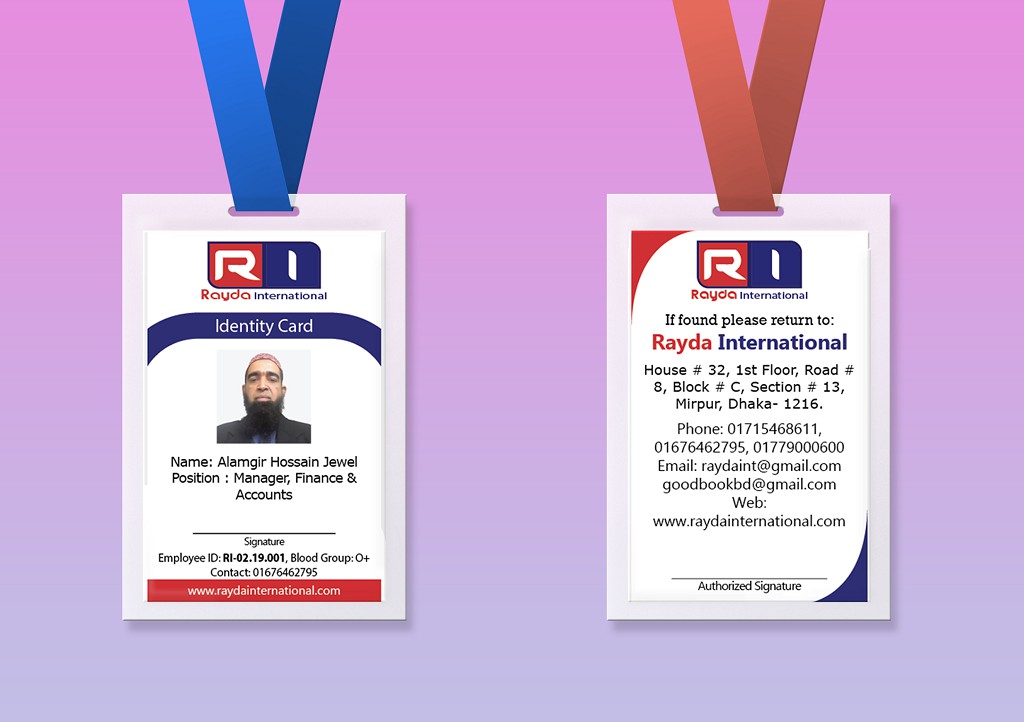 R I
Rayda International
Identity Card
Name: Alamgir Hossain Jewel
Position : Manager, Finance &
Accounts
Signature
Employee ID: RI-02.19.001, Blood Group: O+
Contact: 01676462795
www.raydainternational.com
R I
Rayda International
If found please return to:
Rayda International
House # 32, 1st Floor, Road #
8, Block # C, Section # 13,
Mirpur, Dhaka- 1216.
Phone: 01715468611,
01676462795, 01779000600
Email: raydaint@gmail.com
goodbookbd@gmail.com
Web:
www.raydainternational.com
Authorized Signature